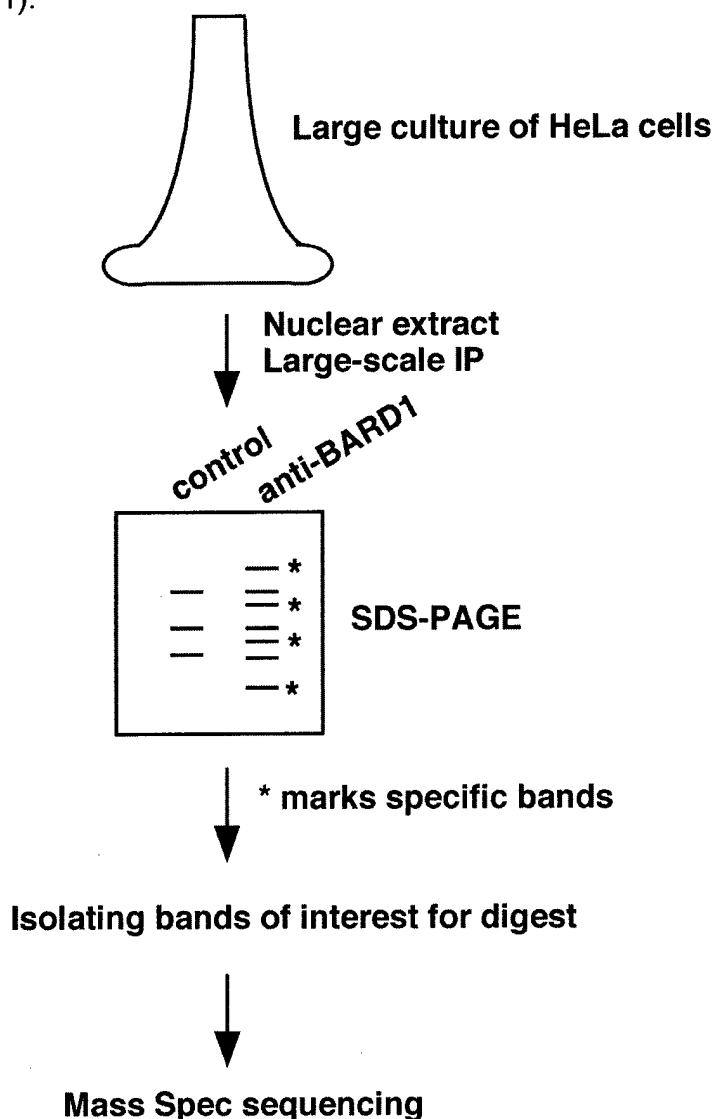 1).
Large culture of HeLa cells
Nuclear extract
Large-scale IP
control
anti-BARD1
*
*
SDS-PAGE
*
*
* marks specific bands
Isolating bands of interest for digest
Mass Spec sequencing